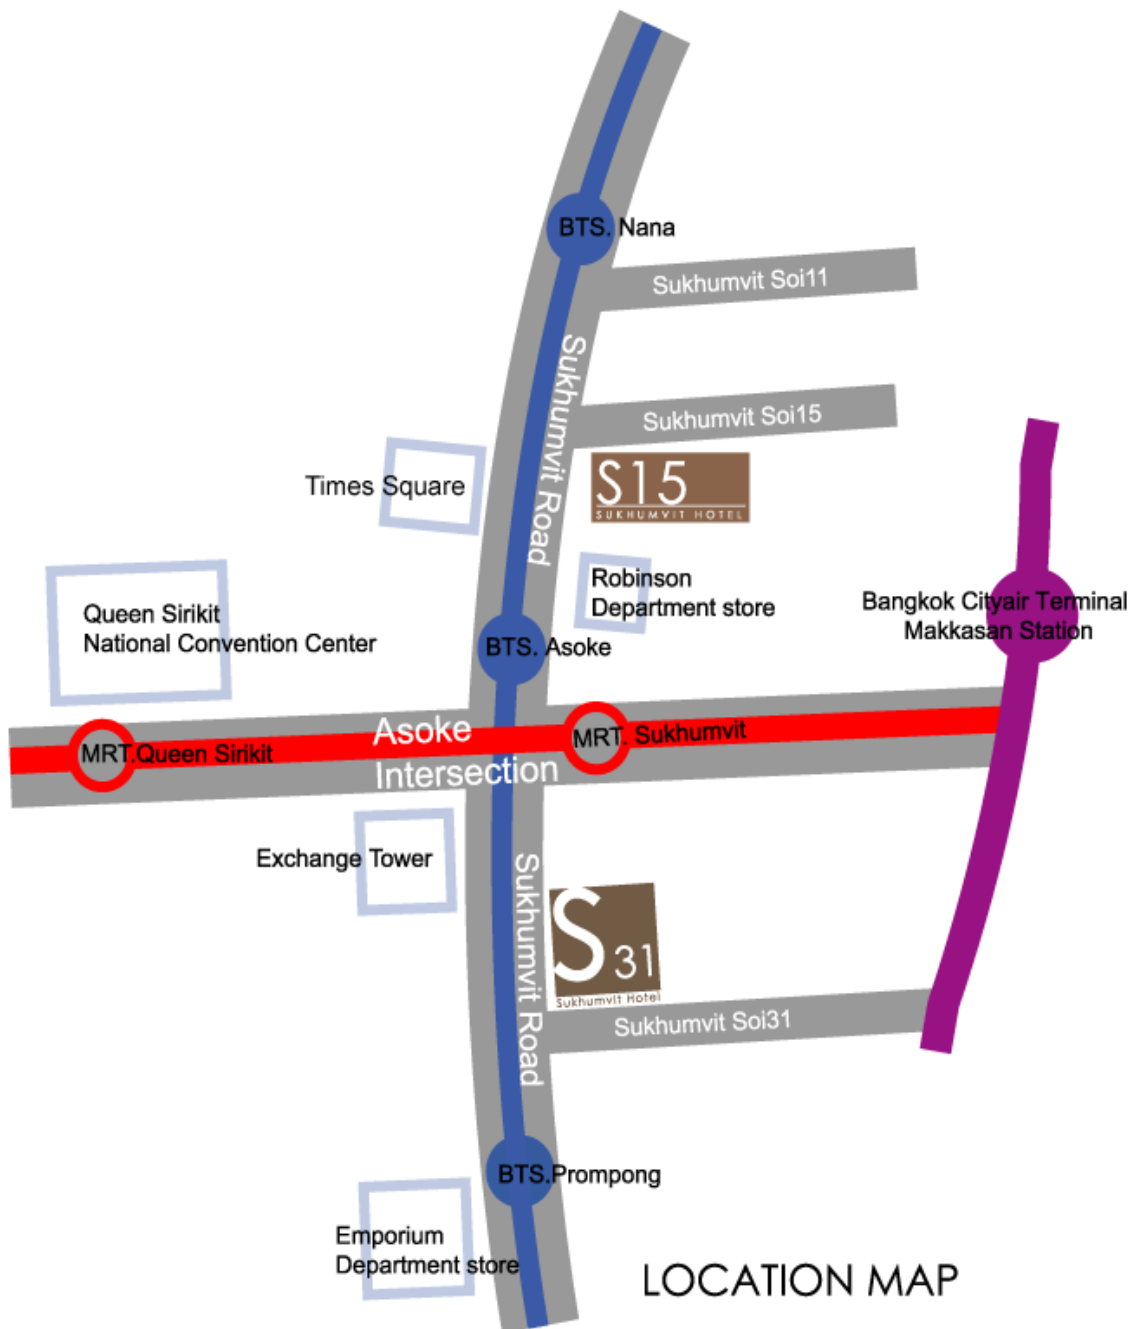 BTS. Nana
Sukhumvit Soi11
Sukhumvit Road
Sukhumvit Soi15
Times Square
S15
SUKHUMVIT HOTEL
Robinson
Department store
Queen Sirikit
National Convention Center
BTS. Asoke
Bangkok Cityair Terminal
Makkasan Station
Asoke
Intersection
MRT.Queen Sirikit
MRT. Sukhumvit
Exchange Tower
Sukhumvit Road
S31
Sukhumvit Hotel
Sukhumvit Soi31
BTS.Prompong
Emporium
Department store
LOCATION MAP